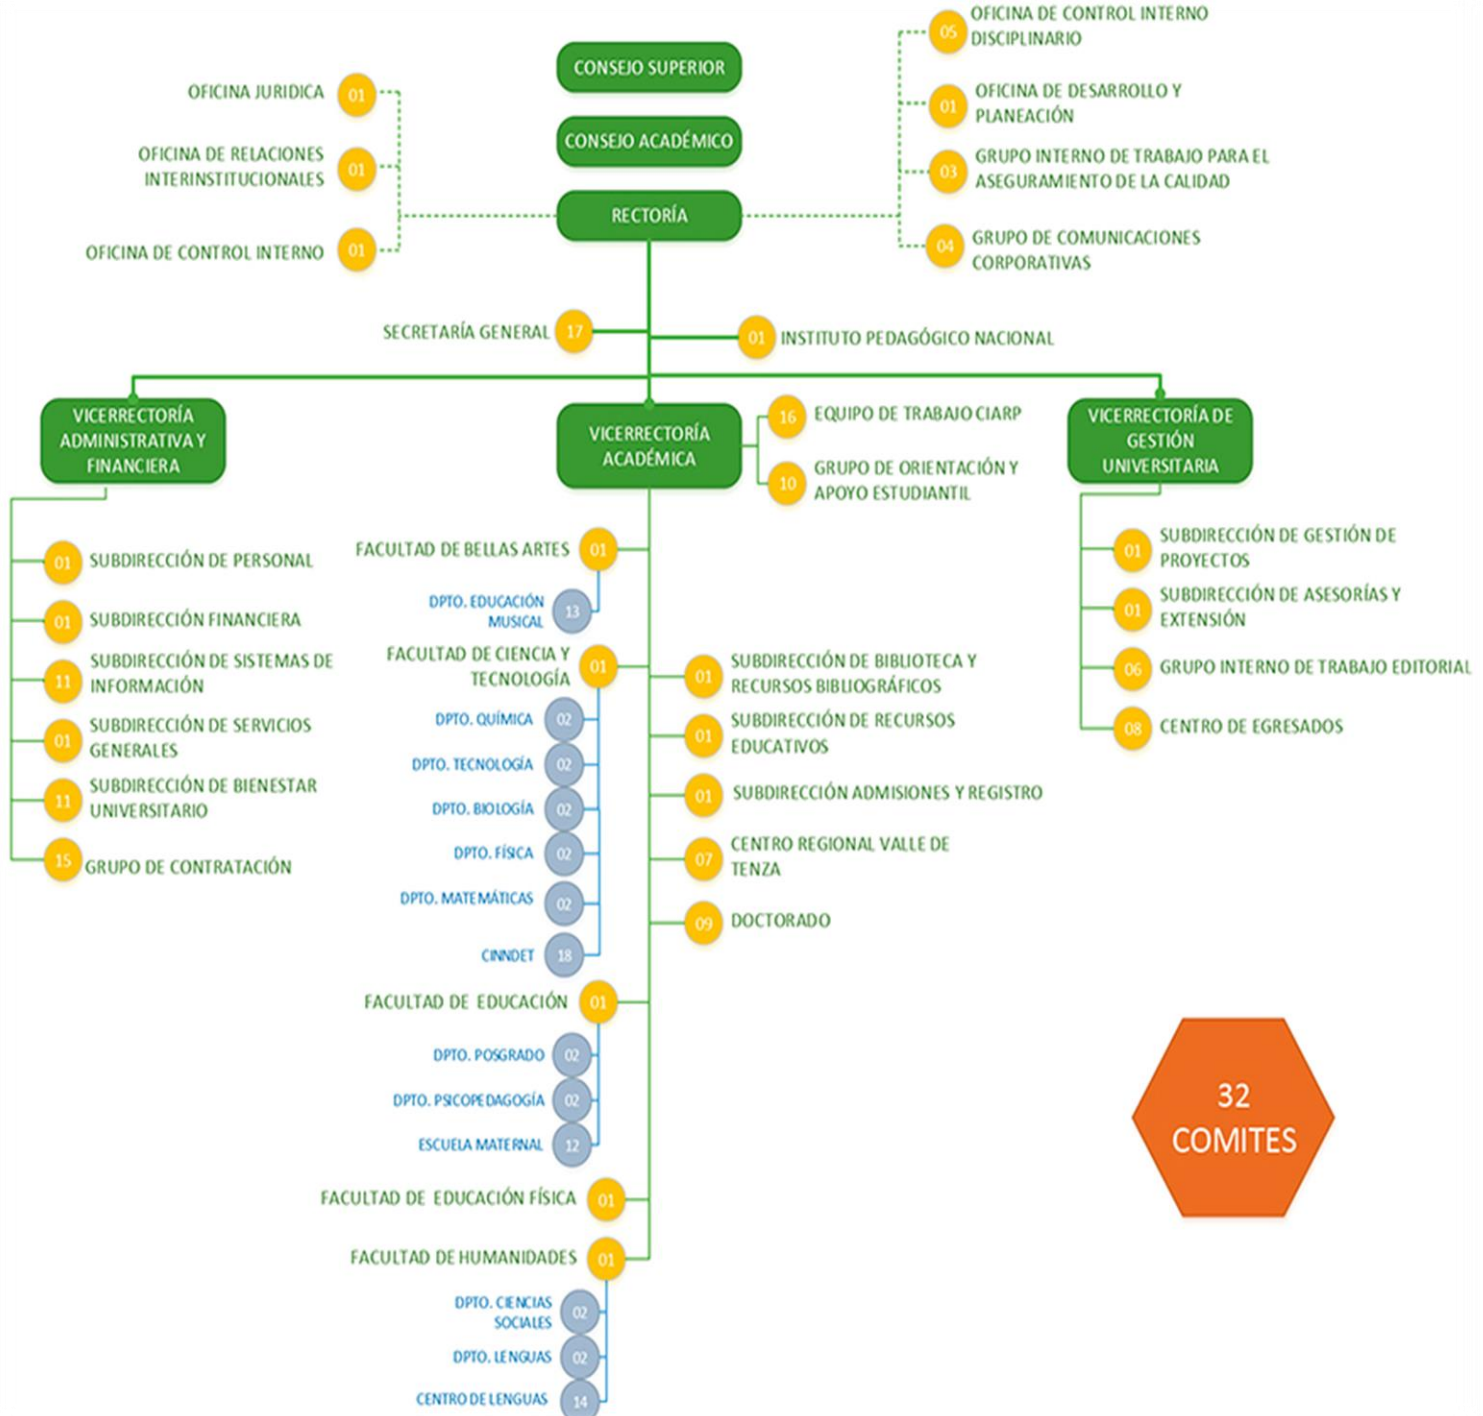 CONSEJO SUPERIOR
CONSEJO ACADÉMICO
RECTORÍA
OFICINA JURIDICA
01
OFICINA DE RELACIONES
INTERINSTITUCIONALES
01
OFICINA DE CONTROL INTERNO
01
05
OFICINA DE CONTROL INTERNO
DISCIPLINARIO
01
OFICINA DE DESARROLLO Y
PLANEACIÓN
03
GRUPO INTERNO DE TRABAJO PARA EL
ASEGURAMIENTO DE LA CALIDAD
04
GRUPO DE COMUNICACIONES
CORPORATIVAS
SECRETARÍA GENERAL
17
01
INSTITUTO PEDAGÓGICO NACIONAL
VICERRECTORÍA
ADMINISTRATIVA Y
FINANCIERA
01
SUBDIRECCIÓN DE PERSONAL
01
SUBDIRECCIÓN FINANCIERA
11
SUBDIRECCIÓN DE SISTEMAS DE
INFORMACIÓN
01
SUBDIRECCIÓN DE SERVICIOS
GENERALES
11
SUBDIRECCIÓN DE BIENESTAR
UNIVERSITARIO
15
GRUPO DE CONTRATACIÓN
VICERRECTORÍA
ACADÉMICA
16
EQUIPO DE TRABAJO CIARP
10
GRUPO DE ORIENTACIÓN Y
APOYO ESTUDIANTIL
FACULTAD DE BELLAS ARTES
01
DPTO. EDUCACIÓN
MUSICAL
13
FACULTAD DE CIENCIA Y
TECNOLOGÍA
01
DPTO. QUÍMICA
02
DPTO. TECNOLOGÍA
02
DPTO. BIOLOGÍA
02
DPTO. FÍSICA
02
DPTO. MATEMÁTICAS
02
CINNDET
18
FACULTAD DE EDUCACIÓN
01
DPTO. POSGRADO
02
DPTO. PSICOPEDAGOGÍA
02
ESCUELA MATERNAL
12
FACULTAD DE EDUCACIÓN FÍSICA
01
FACULTAD DE HUMANIDADES
01
DPTO. CIENCIAS
SOCIALES
02
DPTO. LENGUAS
02
CENTRO DE LENGUAS
14
01
SUBDIRECCIÓN DE BIBLIOTECA Y
RECURSOS BIBLIOGRÁFICOS
01
SUBDIRECCIÓN DE RECURSOS
EDUCATIVOS
01
SUBDIRECCIÓN ADMISIONES Y REGISTRO
07
CENTRO REGIONAL VALLE DE
TENZA
09
DOCTORADO
VICERRECTORÍA DE
GESTIÓN
UNIVERSITARIA
01
SUBDIRECCIÓN DE GESTIÓN DE
PROYECTOS
01
SUBDIRECCIÓN DE ASESORÍAS Y
EXTENSIÓN
06
GRUPO INTERNO DE TRABAJO EDITORIAL
08
CENTRO DE EGRESADOS
32
COMITES